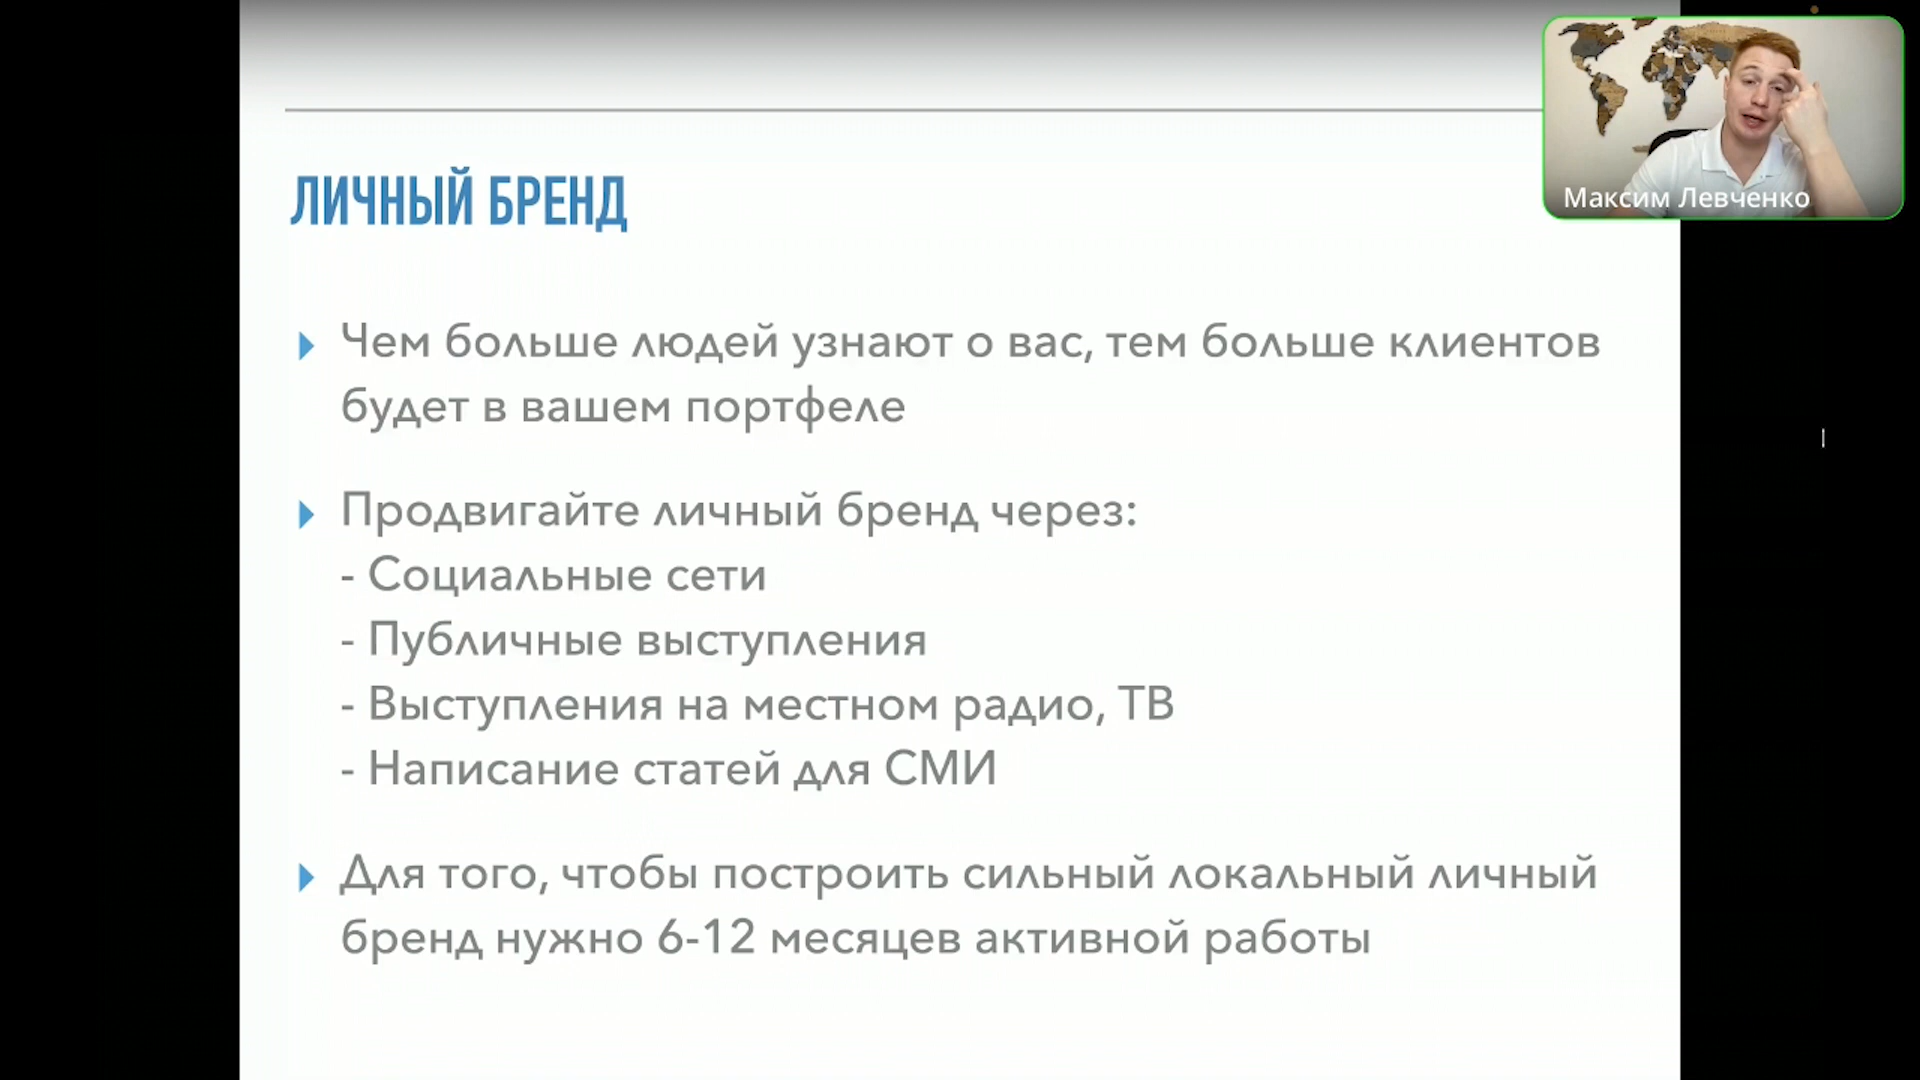 ЛИЧНЫЙ БРЕНД
Чем больше людей узнают о вас, тем больше клиентов
будет в вашем портфеле
Продвигайте личный бренд через:
- Социальные сети
- Публичные выступления
- Выступления на местном радио, ТВ
- Написание статей для СМИ
Для того, чтобы построить сильный локальный личный
бренд нужно 6-12 месяцев активной работы
Максим Левченко